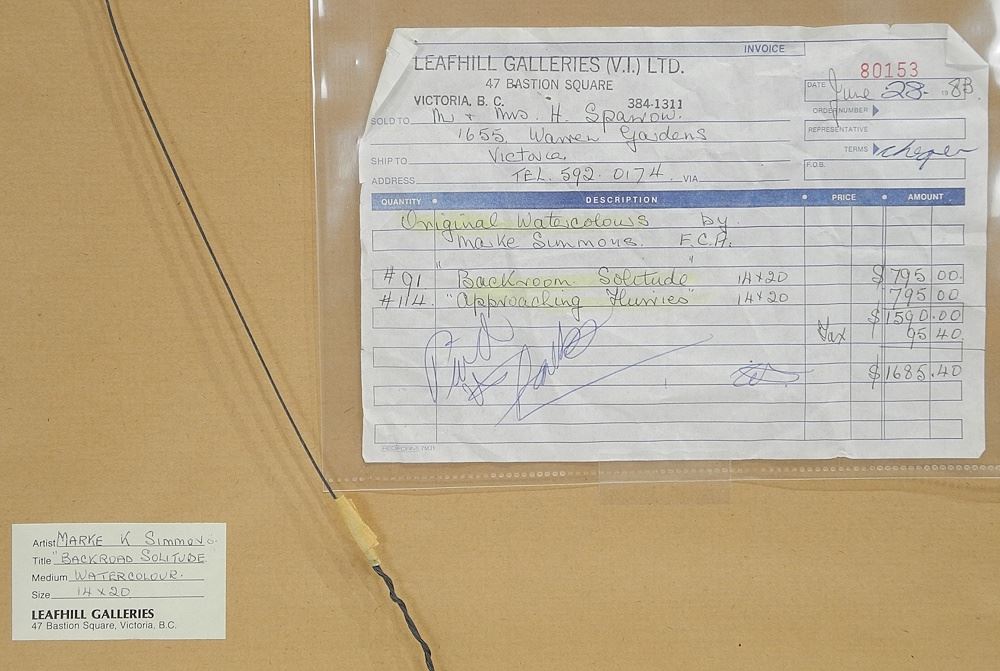 INVOICE
LEAFHILL GALLERIES (V.I.) LTD.
47 BASTION SQUARE
VICTORIA, B. C. 384-1311
80153
DATE June 28 1983
ORDER NUMBER
REPRESENTATIVE
TERMS
F.O.B.
SOLD TO Mr + Mrs. H. Sparrow.
1655 Warren Gardens
SHIP TO Victoria
ADDRESS TEL. 592-0174 VIA
QUANTITY DESCRIPTION PRICE AMOUNT
Original Watercolours by
Marke Simmons. F.C.A.
#91 "Backroom Solitude" 14x20 $795.00
#114. "Approaching Flurries" 14x20 795 00
$1590.00
Tax 95 40
$1685.40
Paid
Artist MARKE K Simmons.
Title "BACKROAD SOLITUDE
Medium WATERCOLOUR.
Size 14x20
LEAFHILL GALLERIES
47 Bastion Square, Victoria, B.C.